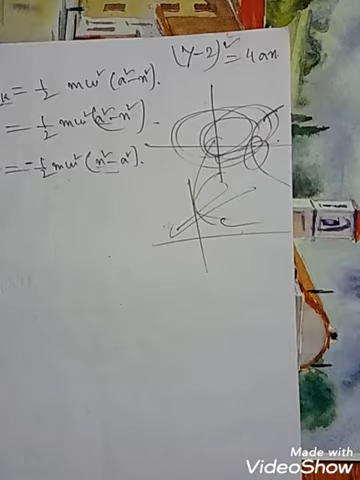 (y-2)² = 4ax
k = 1/2 mω² (a²-x²)
= 1/2 mω² (a²-x²) -
= -1/2 mω² (x²-a²).
Made with
VideoShow